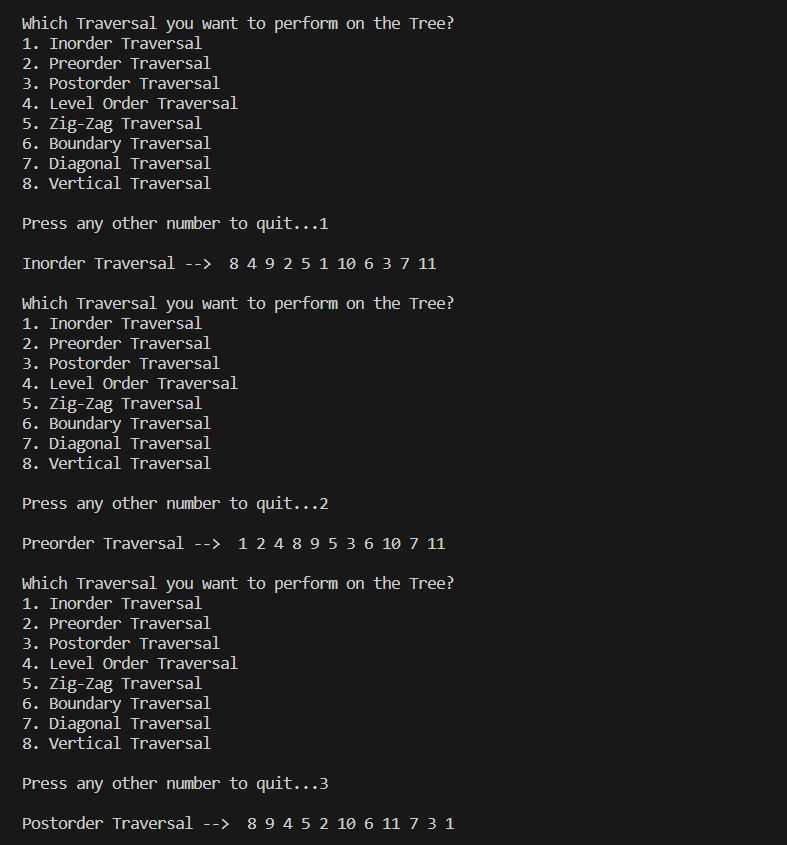 Which Traversal you want to perform on the Tree?
1. Inorder Traversal
2. Preorder Traversal
3. Postorder Traversal
4. Level Order Traversal
5. Zig-Zag Traversal
6. Boundary Traversal
7. Diagonal Traversal
8. Vertical Traversal
Press any other number to quit...1
Inorder Traversal -->  8 4 9 2 5 1 10 6 3 7 11
Which Traversal you want to perform on the Tree?
1. Inorder Traversal
2. Preorder Traversal
3. Postorder Traversal
4. Level Order Traversal
5. Zig-Zag Traversal
6. Boundary Traversal
7. Diagonal Traversal
8. Vertical Traversal
Press any other number to quit...2
Preorder Traversal -->  1 2 4 8 9 5 3 6 10 7 11
Which Traversal you want to perform on the Tree?
1. Inorder Traversal
2. Preorder Traversal
3. Postorder Traversal
4. Level Order Traversal
5. Zig-Zag Traversal
6. Boundary Traversal
7. Diagonal Traversal
8. Vertical Traversal
Press any other number to quit...3
Postorder Traversal -->  8 9 4 5 2 10 6 11 7 3 1